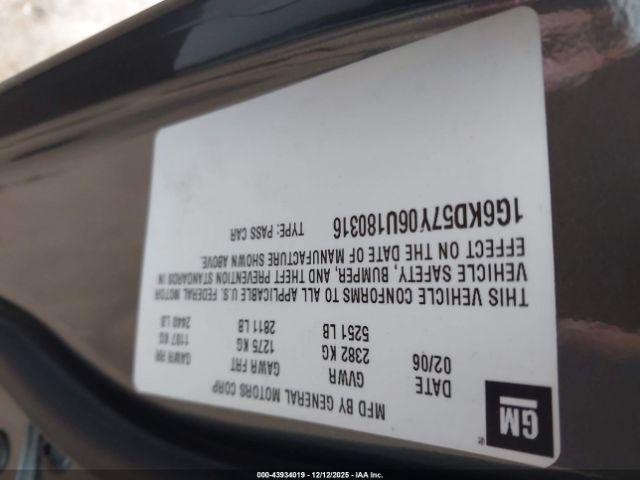 GM
MFD BY GENERAL MOTORS CORP
DATE GVWR GAWR FRT GAWR RR
02/06 2382 KG 1275 KG 1107 KG
5251 LB 2811 LB 2440 LB
THIS VEHICLE CONFORMS TO ALL APPLICABLE U.S. FEDERAL MOTOR
VEHICLE SAFETY, BUMPER, AND THEFT PREVENTION STANDARDS IN
EFFECT ON THE DATE OF MANUFACTURE SHOWN ABOVE.
1G6KD57Y06U180316 TYPE: PASS CAR
000-43934019 - 12/12/2025 - IAA Inc.